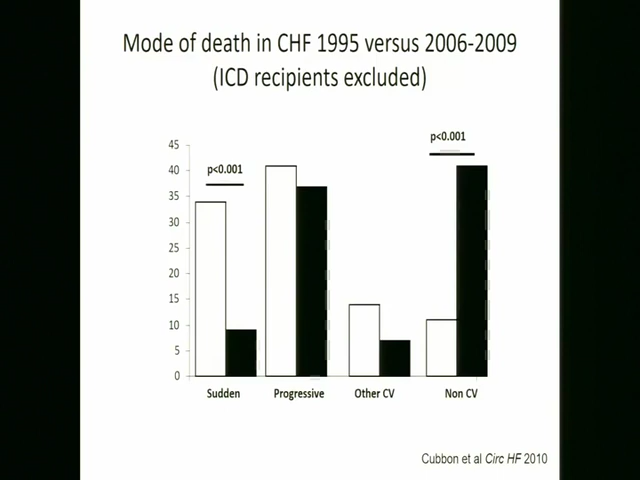 Mode of death in CHF 1995 versus 2006-2009
(ICD recipients excluded)
p<0.001
45
p<0.001
40
35
30
25
20
15
10
5
0
Sudden Progressive Other CV Non CV
Cubbon et al Circ HF 2010